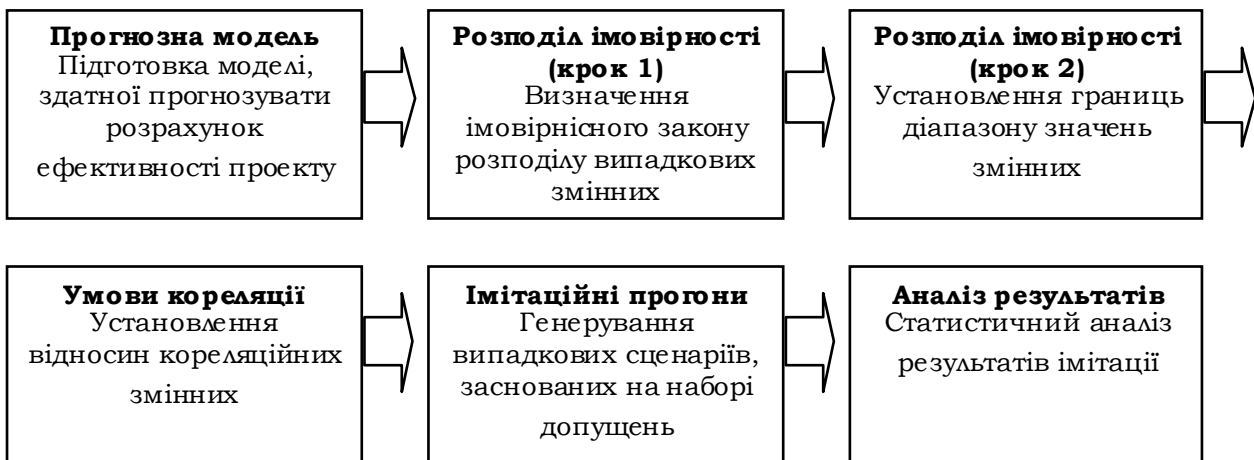 Прогнозна модель
Підготовка моделі,
здатної прогнозувати
розрахунок
ефективності проекту
Розподіл імовірності
(крок 1)
Визначення
імовірнісного закону
розподілу випадкових
змінних
Розподіл імовірності
(крок 2)
Установлення границь
діапазону значень
змінних
Умови кореляції
Установлення
відносин кореляційних
змінних
Імітаційні прогони
Генерування
випадкових сценаріїв,
заснованих на наборі
допущень
Аналіз результатів
Статистичний аналіз
результатів імітації